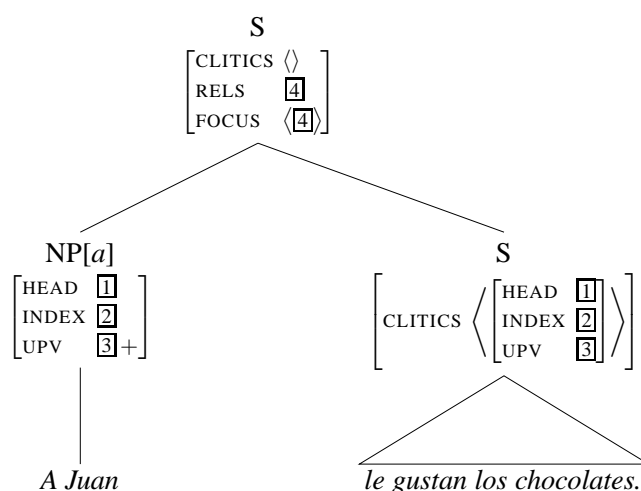 S
CLITICS ⟨⟩
RELS 4
FOCUS ⟨4⟩
NP[a]
HEAD 1
INDEX 2
UPV 3 +
S
CLITICS ⟨ HEAD 1
INDEX 2
UPV 3 ⟩
A Juan
le gustan los chocolates.